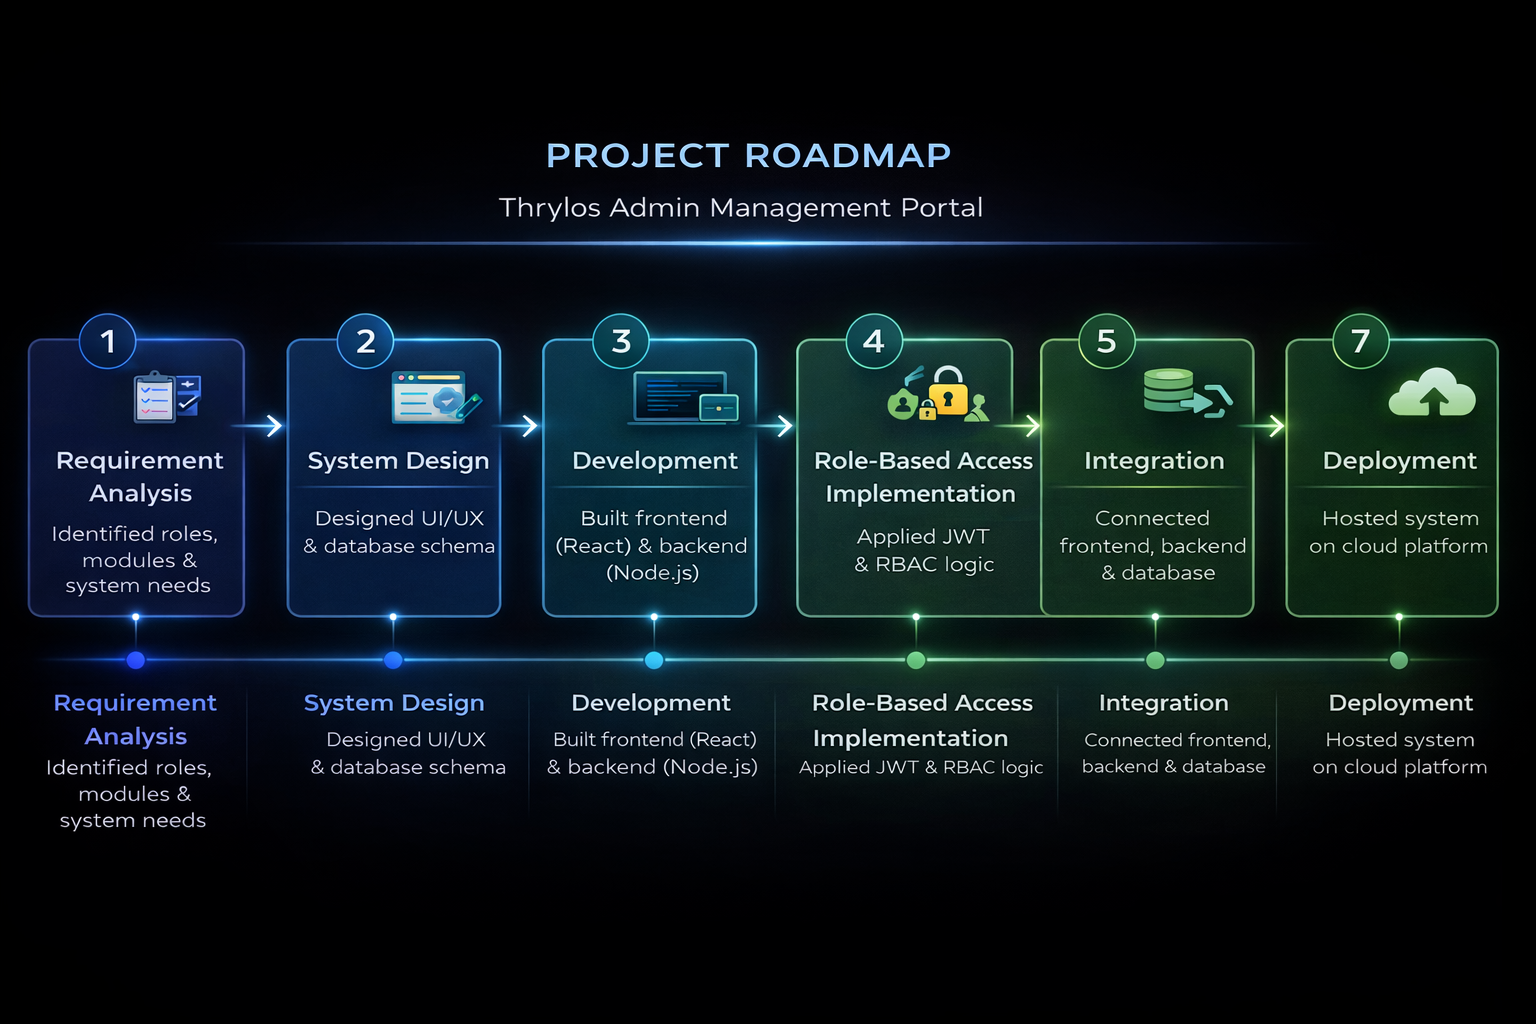 PROJECT ROADMAP
Thrylos Admin Management Portal
1
Requirement
Analysis
Identified roles,
modules &
system needs
2
System Design
Designed UI/UX
& database schema
3
Development
Built frontend
(React) & backend
(Node.js)
4
Role-Based Access
Implementation
Applied JWT
& RBAC logic
5
Integration
Connected
frontend, backend
& database
7
Deployment
Hosted system
on cloud platform
Requirement
Analysis
Identified roles,
modules &
system needs
System Design
Designed UI/UX
& database schema
Development
Built frontend (React)
& backend (Node.js)
Role-Based Access
Implementation
Applied JWT & RBAC logic
Integration
Connected frontend,
backend & database
Deployment
Hosted system
on cloud platform